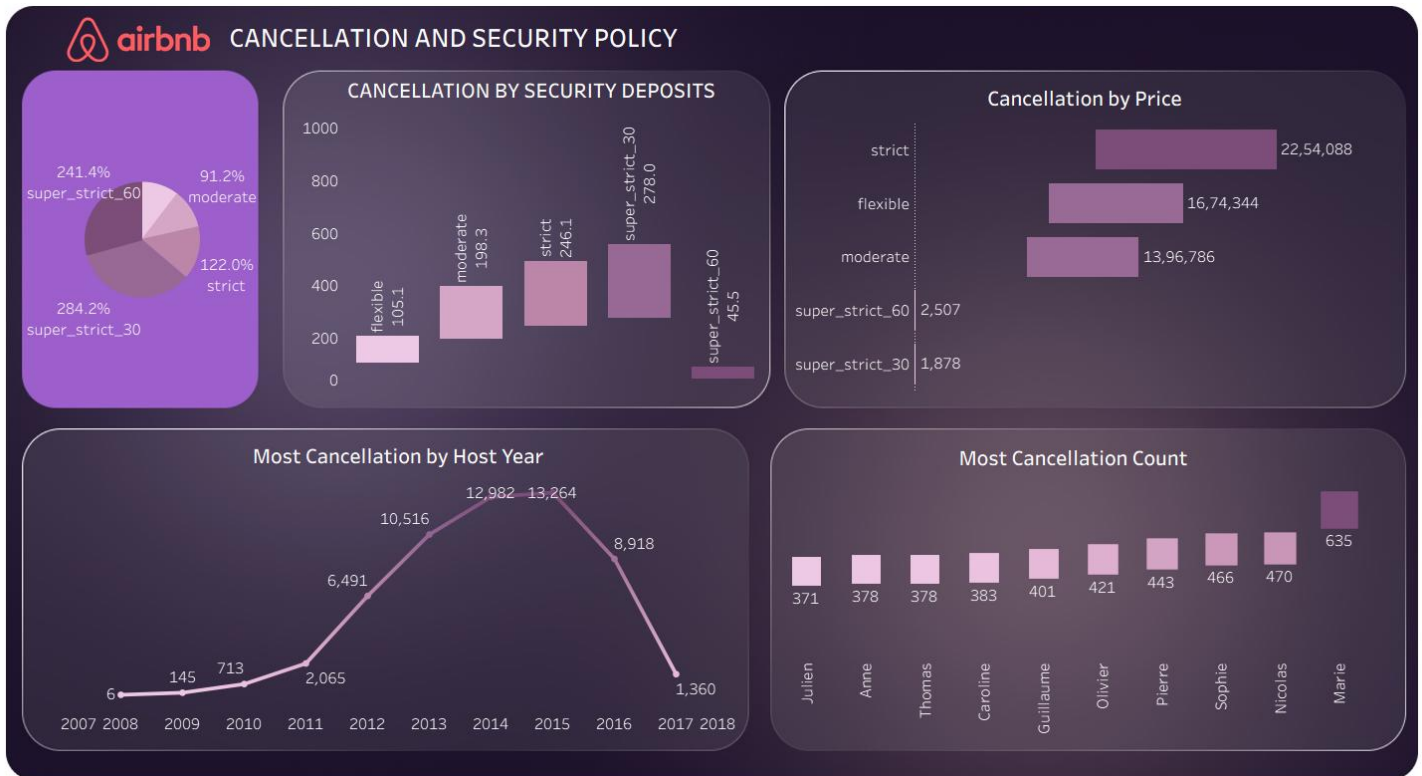 airbnb CANCELLATION AND SECURITY POLICY
241.4%
super_strict_60
91.2%
moderate
122.0%
strict
284.2%
super_strict_30
CANCELLATION BY SECURITY DEPOSITS
1000
800
600
400
200
0
flexible
105.1
moderate
198.3
strict
246.1
super_strict_30
278.0
super_strict_60
45.5
Cancellation by Price
strict 22,54,088
flexible 16,74,344
moderate 13,96,786
super_strict_60 2,507
super_strict_30 1,878
Most Cancellation by Host Year
6 145 713 2,065 6,491 10,516 12,982 13,264 8,918 1,360
2007 2008 2009 2010 2011 2012 2013 2014 2015 2016 2017 2018
Most Cancellation Count
371 378 378 383 401 421 443 466 470 635
Julien Anne Thomas Caroline Guillaume Olivier Pierre Sophie Nicolas Marie